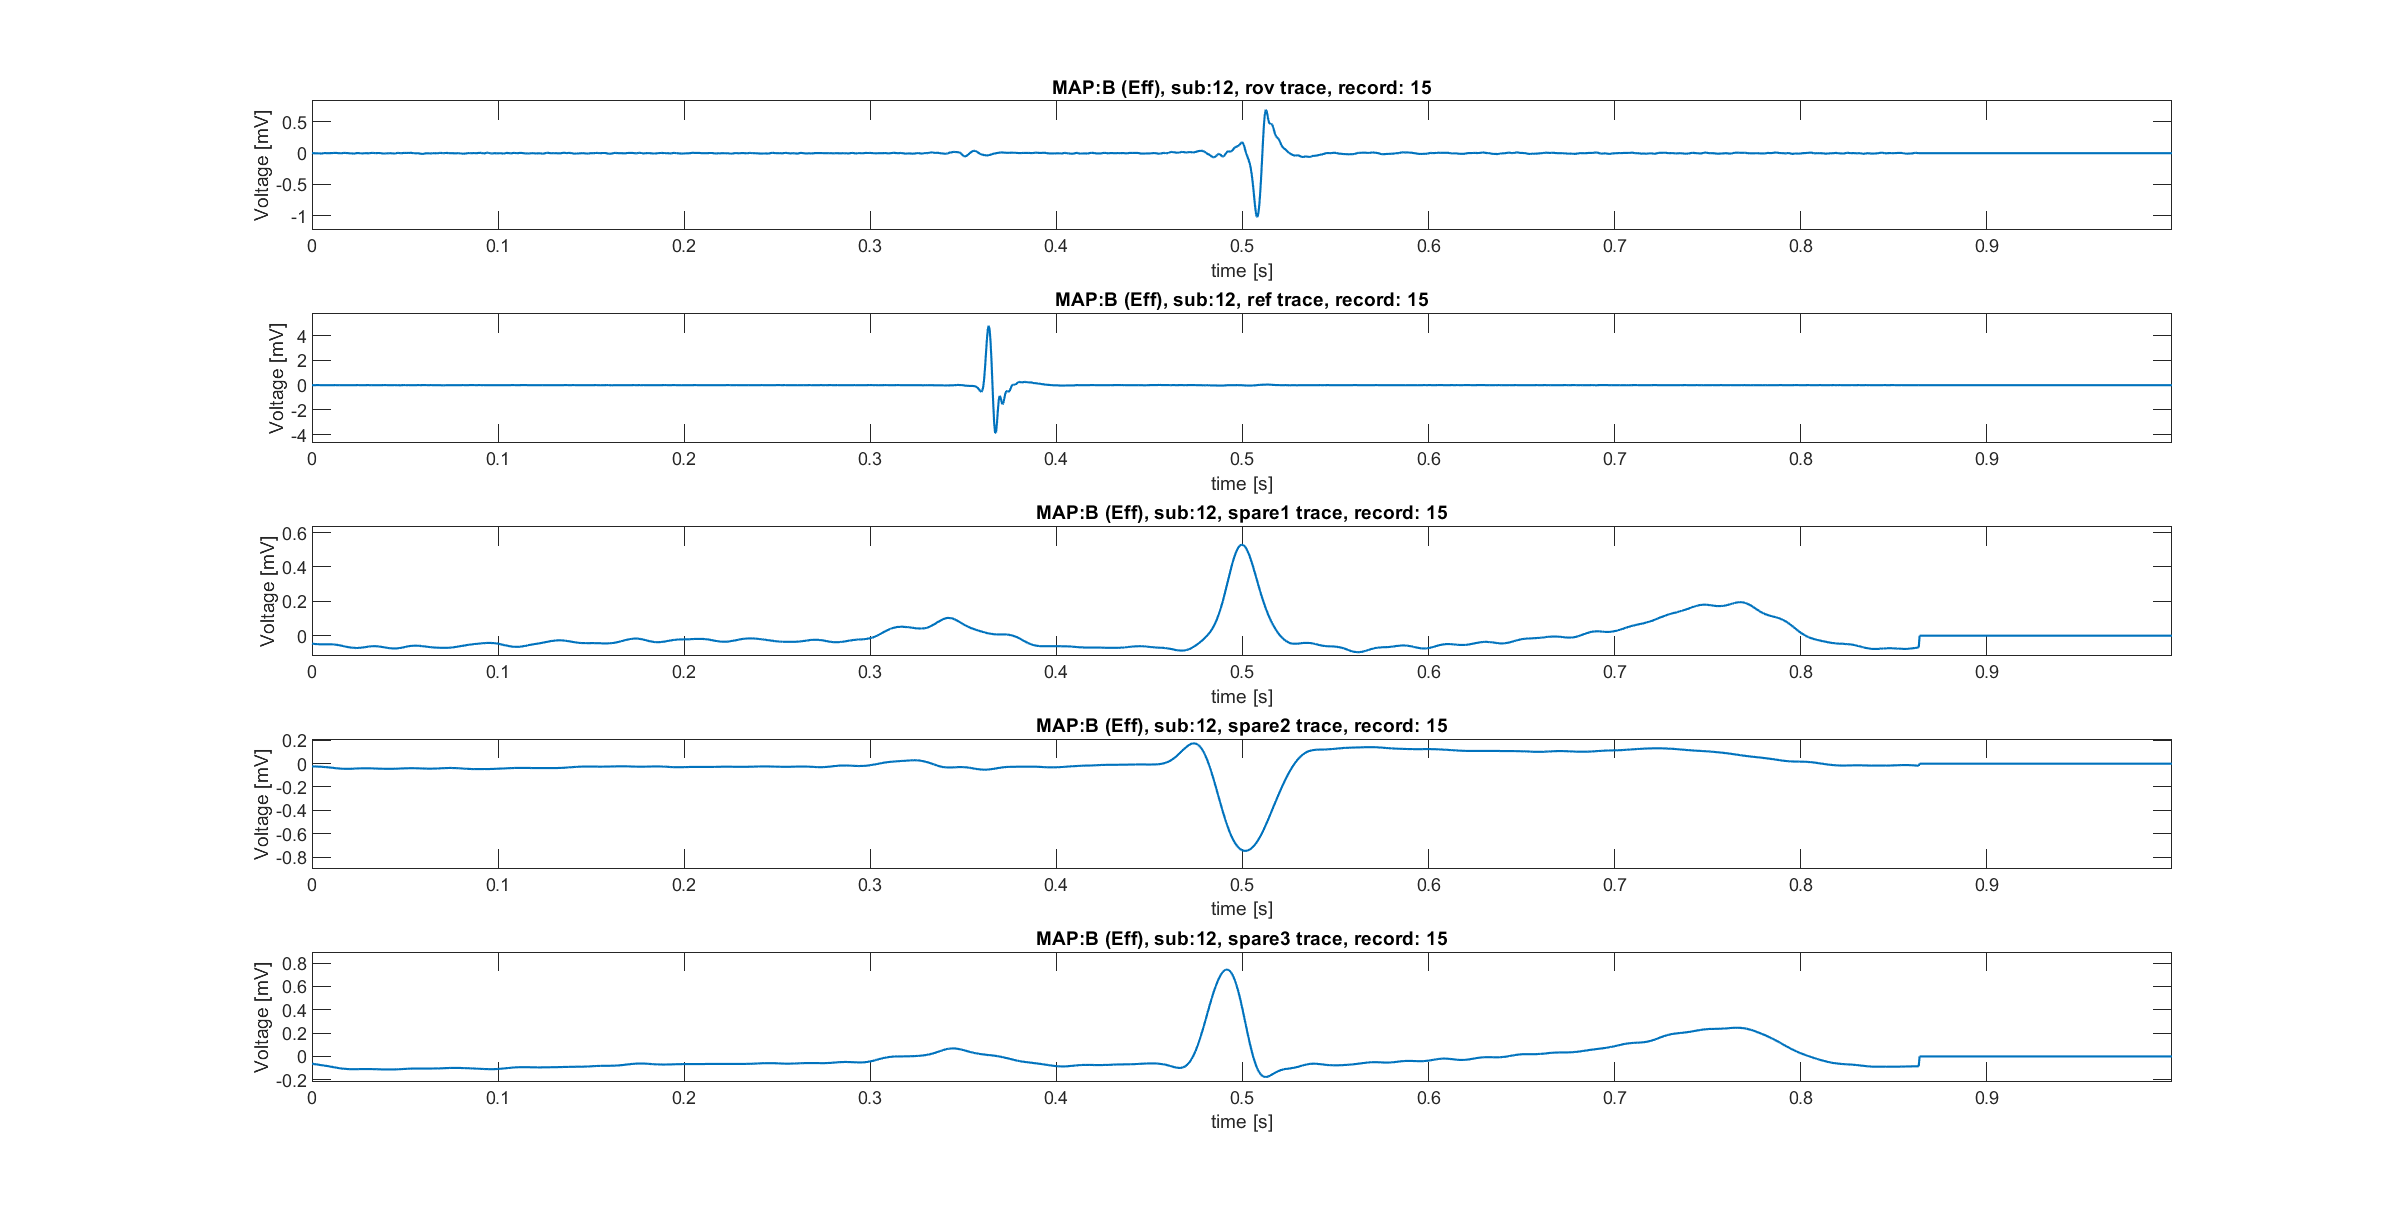 MAP:B (Eff), sub:12, rov trace, record: 15
Voltage [mV]
0.5
0
-0.5
-1
0 0.1 0.2 0.3 0.4 0.5 0.6 0.7 0.8 0.9
time [s]
MAP:B (Eff), sub:12, ref trace, record: 15
Voltage [mV]
4
2
0
-2
-4
0 0.1 0.2 0.3 0.4 0.5 0.6 0.7 0.8 0.9
time [s]
MAP:B (Eff), sub:12, spare1 trace, record: 15
Voltage [mV]
0.6
0.4
0.2
0
0 0.1 0.2 0.3 0.4 0.5 0.6 0.7 0.8 0.9
time [s]
MAP:B (Eff), sub:12, spare2 trace, record: 15
Voltage [mV]
0.2
0
-0.2
-0.4
-0.6
-0.8
0 0.1 0.2 0.3 0.4 0.5 0.6 0.7 0.8 0.9
time [s]
MAP:B (Eff), sub:12, spare3 trace, record: 15
Voltage [mV]
0.8
0.6
0.4
0.2
0
-0.2
0 0.1 0.2 0.3 0.4 0.5 0.6 0.7 0.8 0.9
time [s]